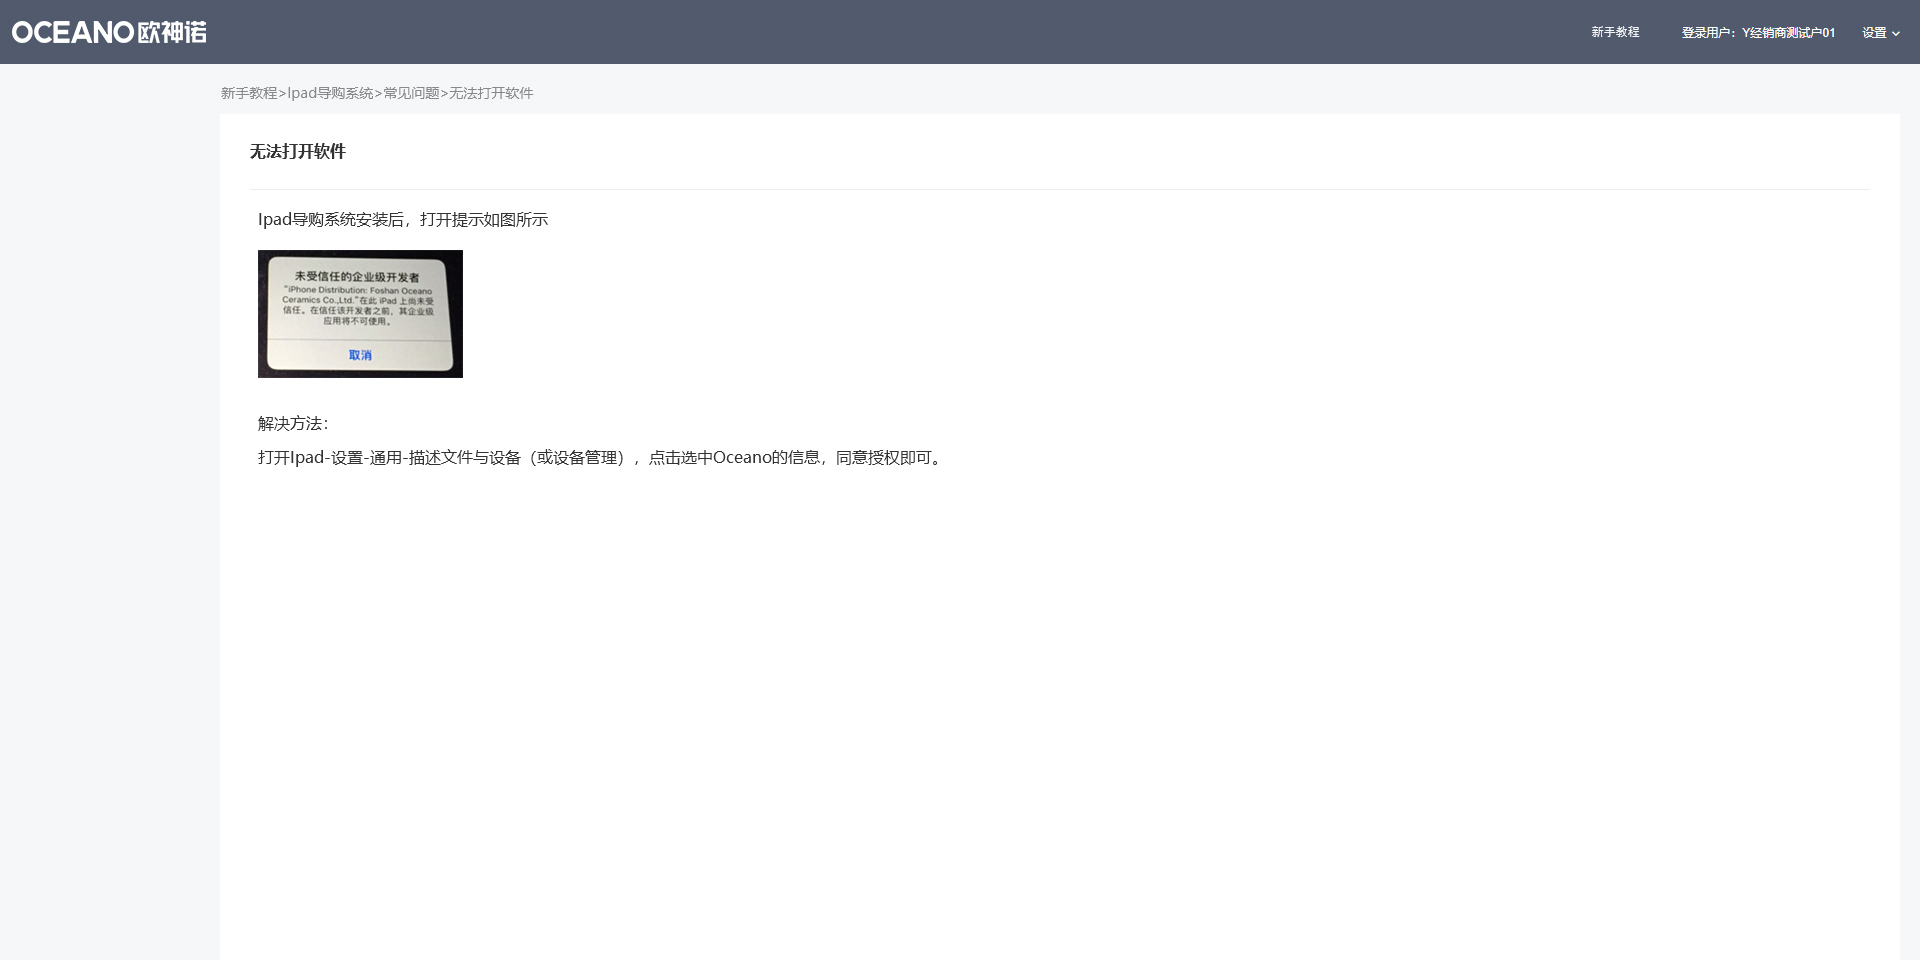 OCEANO欧神诺
新手教程
登录用户：Y经销商测试户01
设置
新手教程>Ipad导购系统>常见问题>无法打开软件
无法打开软件
Ipad导购系统安装后，打开提示如图所示
未受信任的企业级开发者
"iPhone Distribution: Foshan Oceano
Ceramics Co.,Ltd."在此 iPad 上尚未受
信任。在信任该开发者之前，其企业级
应用将不可使用。
取消
解决方法：
打开Ipad-设置-通用-描述文件与设备（或设备管理），点击选中Oceano的信息，同意授权即可。